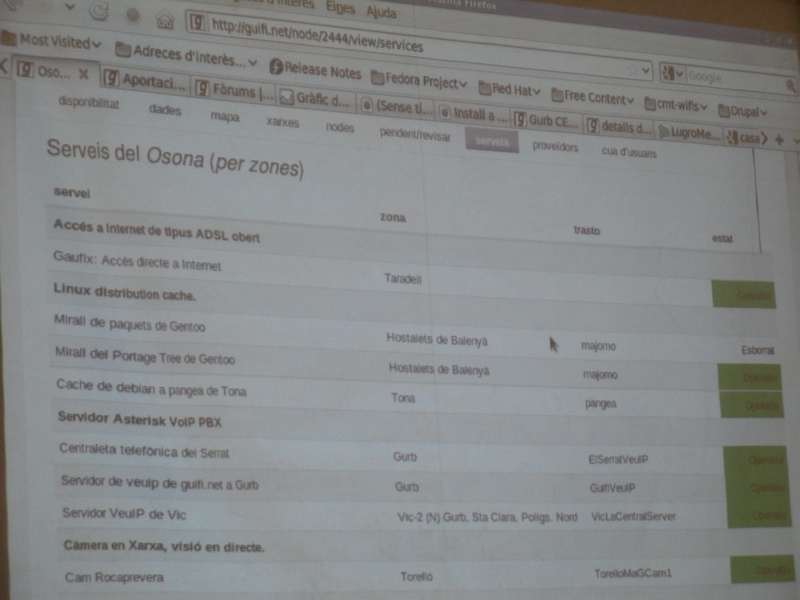 Eines Ajuda
http://guifi.net/node/2444/view/services
Google
Most Visited Adreces d'interès... Release Notes Fedora Project Red Hat Free Content cmt-wifis Drupal
Oso... Aportaci... Fòrums |... Gràfic d... (Sense ti... Install a ... Gurb CE... detalls d... LugroMe... casa
disponibilitat dades mapa xarxes nodes pendent/revisar serveis proveïdors cua d'usuaris
Serveis del Osona (per zones)
servei zona trasto estat
Accés a Internet de tipus ADSL obert
Gaufix: Accés directe a Internet Taradell Operatiu
Linux distribution cache.
Mirall de paquets de Gentoo Hostalets de Balenyà majomo Esborrat
Mirall del Portage Tree de Gentoo Hostalets de Balenyà majomo Operatiu
Cache de debian a pangea de Tona Tona pangea Operatiu
Servidor Asterisk VoIP PBX
Centraleta telefònica del Serrat Gurb ElSerratVeuIP Operatiu
Servidor de veuip de guifi.net a Gurb Gurb GuifiVeuIP Operatiu
Servidor VeuIP de Vic Vic-2 (N) Gurb, Sta Clara, Poligs. Nord VicLaCentralServer Operatiu
Càmera en Xarxa, visió en directe.
Cam Rocaprevera Torelló TorelloMaGCam1 Operatiu